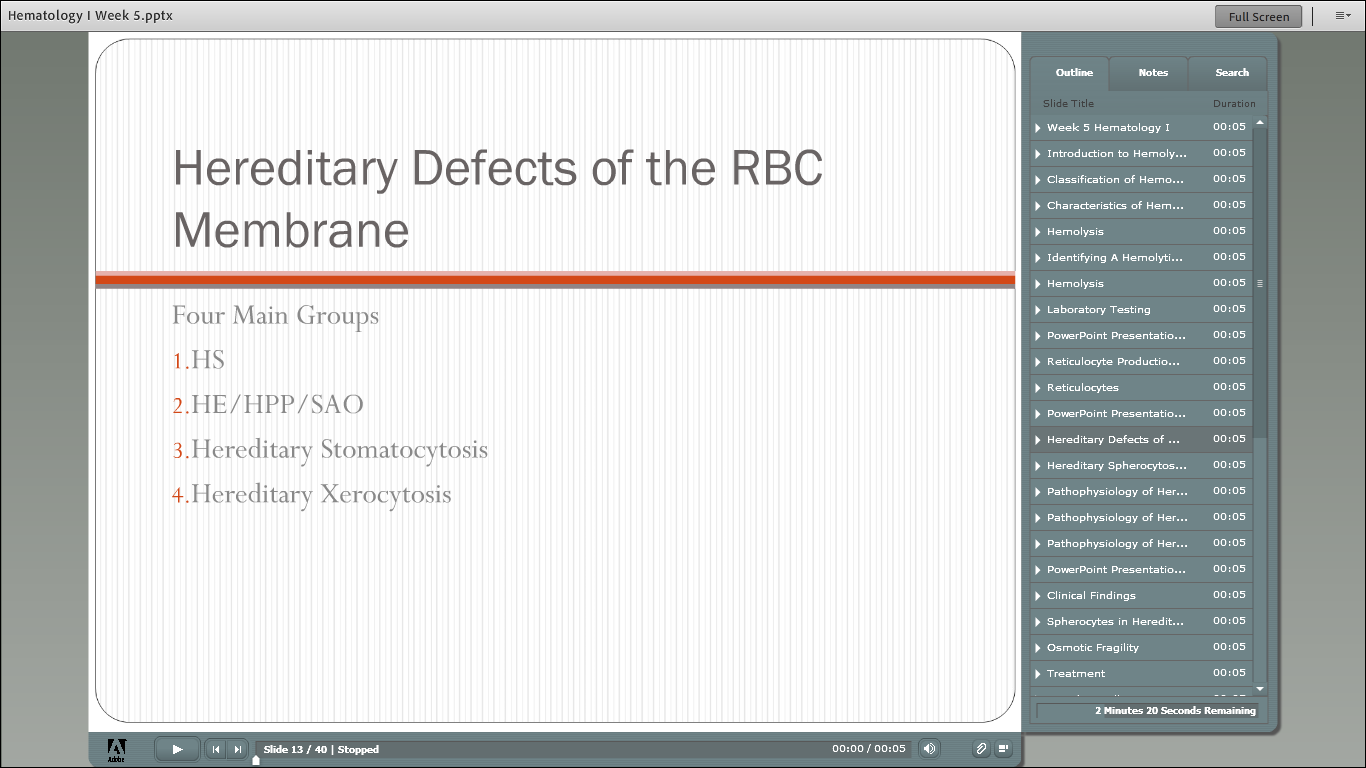 Hematology I Week 5.pptx
Full Screen
Hereditary Defects of the RBC
Membrane
Four Main Groups
1.HS
2.HE/HPP/SAO
3.Hereditary Stomatocytosis
4.Hereditary Xerocytosis
Outline Notes Search
Slide Title Duration
Week 5 Hematology I 00:05
Introduction to Hemoly... 00:05
Classification of Hemo... 00:05
Characteristics of Hem... 00:05
Hemolysis 00:05
Identifying A Hemolyti... 00:05
Hemolysis 00:05
Laboratory Testing 00:05
PowerPoint Presentatio... 00:05
Reticulocyte Productio... 00:05
Reticulocytes 00:05
PowerPoint Presentatio... 00:05
Hereditary Defects of ... 00:05
Hereditary Spherocytos... 00:05
Pathophysiology of Her... 00:05
Pathophysiology of Her... 00:05
Pathophysiology of Her... 00:05
PowerPoint Presentatio... 00:05
Clinical Findings 00:05
Spherocytes in Heredit... 00:05
Osmotic Fragility 00:05
Treatment 00:05
2 Minutes 20 Seconds Remaining
Adobe
Slide 13 / 40 | Stopped 00:00 / 00:05